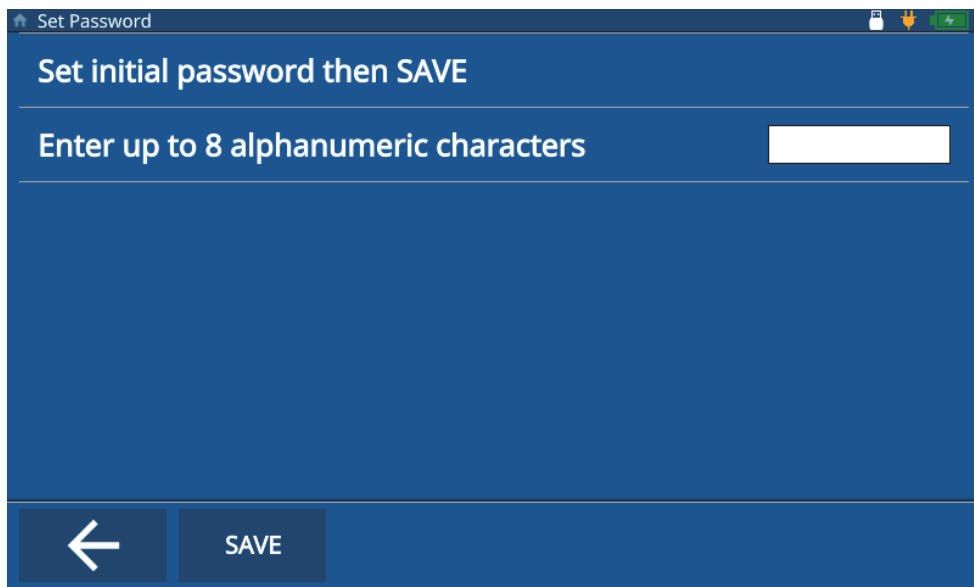 Set Password
Set initial password then SAVE
Enter up to 8 alphanumeric characters
SAVE